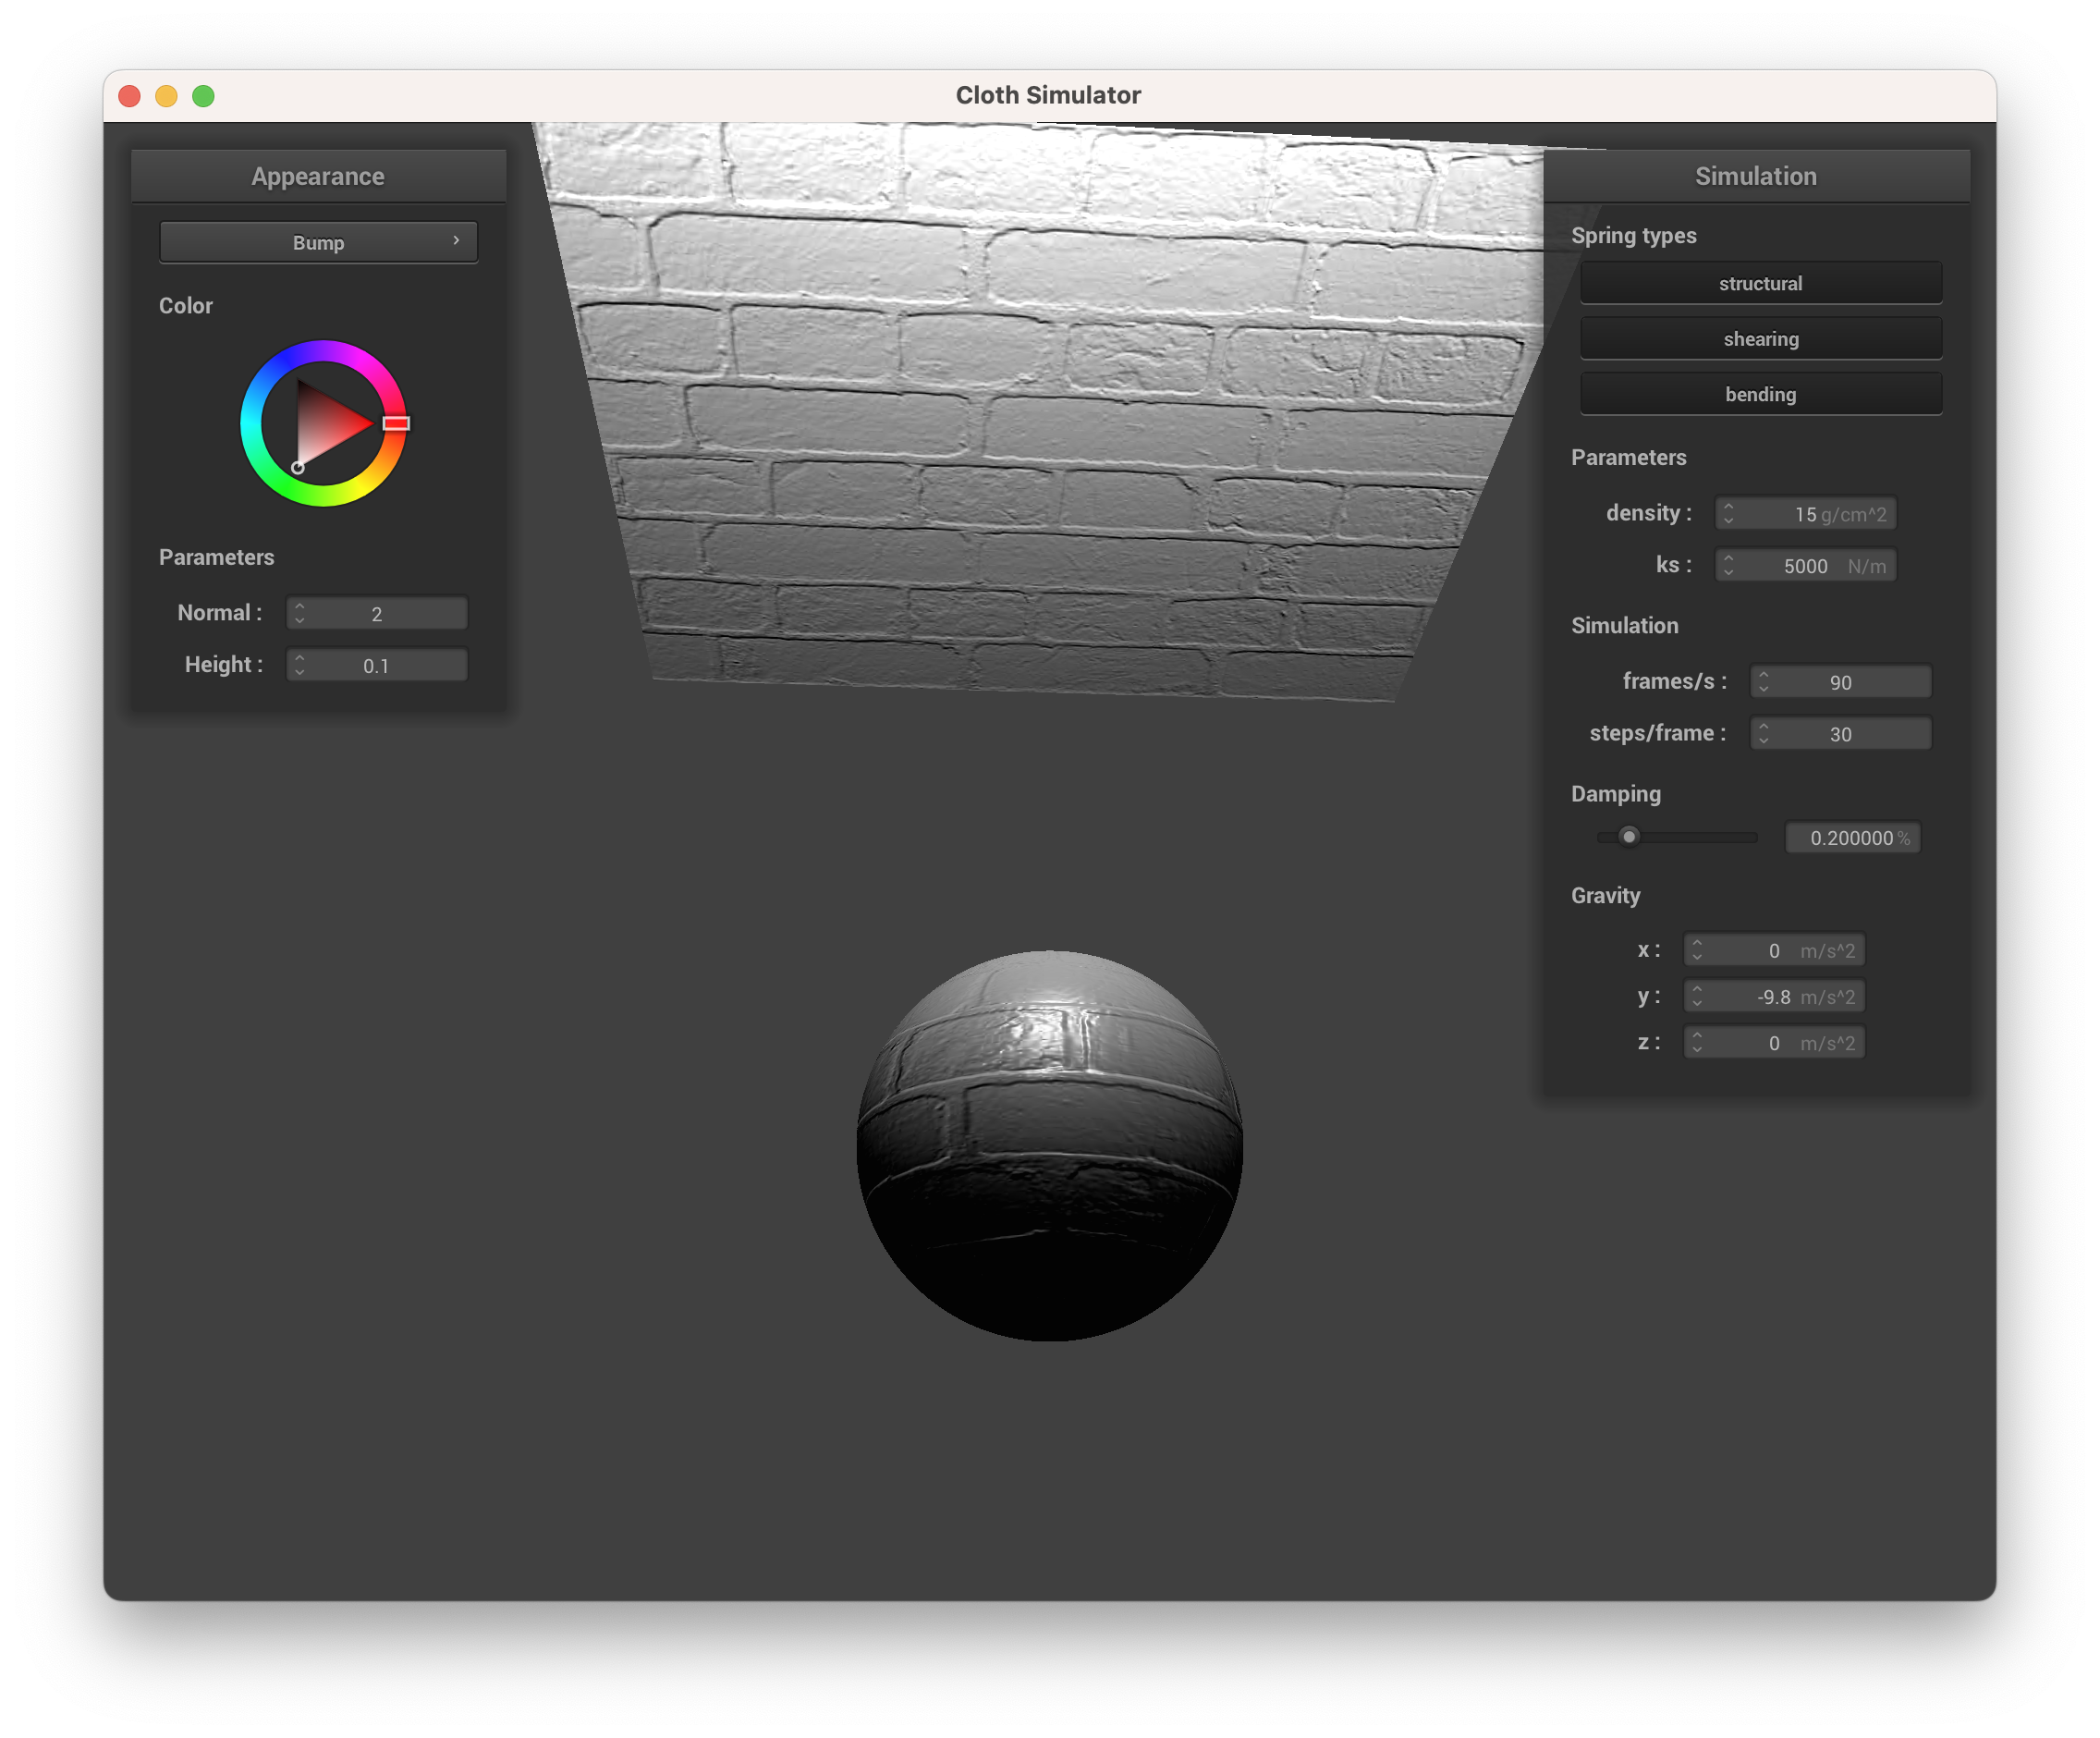 Cloth Simulator
Appearance
Bump
Color
Parameters
Normal : 2
Height : 0.1
Simulation
Spring types
structural
shearing
bending
Parameters
density : 15 g/cm^2
ks : 5000 N/m
Simulation
frames/s : 90
steps/frame : 30
Damping
0.200000 %
Gravity
x : 0 m/s^2
y : -9.8 m/s^2
z : 0 m/s^2